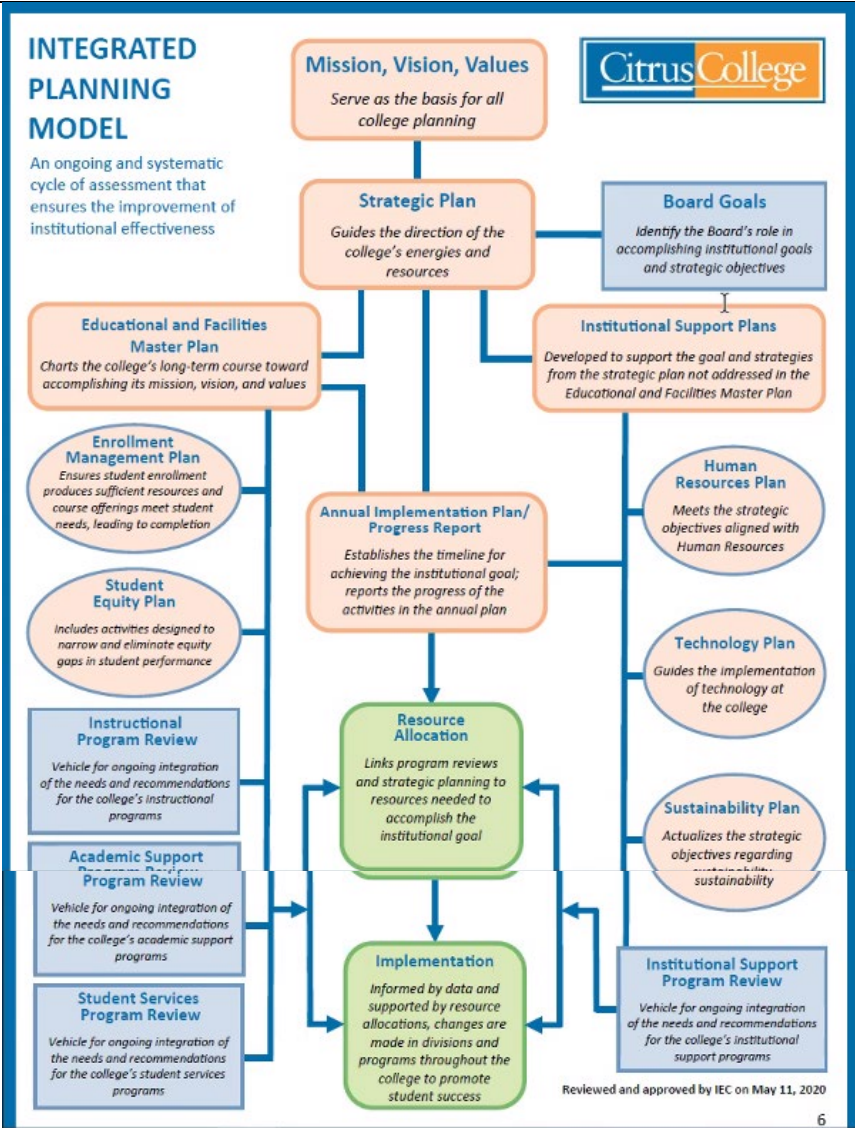 INTEGRATED
PLANNING
MODEL
An ongoing and systematic
cycle of assessment that
ensures the improvement of
institutional effectiveness
Mission, Vision, Values
Serve as the basis for all
college planning
CitrusCollege
Strategic Plan
Guides the direction of the
college's energies and
resources
Board Goals
Identify the Board's role in
accomplishing institutional goals
and strategic objectives
Educational and Facilities
Master Plan
Charts the college's long-term course toward
accomplishing its mission, vision, and values
Institutional Support Plans
Developed to support the goal and strategies
from the strategic plan not addressed in the
Educational and Facilities Master Plan
Enrollment
Management Plan
Ensures student enrollment
produces sufficient resources and
course offerings meet student
needs, leading to completion
Student
Equity Plan
Includes activities designed to
narrow and eliminate equity
gaps in student performance
Instructional
Program Review
Vehicle for ongoing integration
of the needs and recommendations
for the college's instructional
programs
Academic Support
Program Review
Program Review
Vehicle for ongoing integration of
the needs and recommendations
for the college's academic support
programs
Student Services
Program Review
Vehicle for ongoing integration of
the needs and recommendations
for the college's student services
programs
Annual Implementation Plan/
Progress Report
Establishes the timeline for
achieving the institutional goal;
reports the progress of the
activities in the annual plan
Resource
Allocation
Links program reviews
and strategic planning to
resources needed to
accomplish the
institutional goal
Implementation
Informed by data and
supported by resource
allocations, changes are
made in divisions and
programs throughout the
college to promote
student success
Human
Resources Plan
Meets the strategic
objectives aligned with
Human Resources
Technology Plan
Guides the implementation
of technology at
the college
Sustainability Plan
Actualizes the strategic
objectives regarding
sustainability
sustainability
Institutional Support
Program Review
Vehicle for ongoing integration
of the needs and recommendations
for the college's institutional
support programs
Reviewed and approved by IEC on May 11, 2020
6